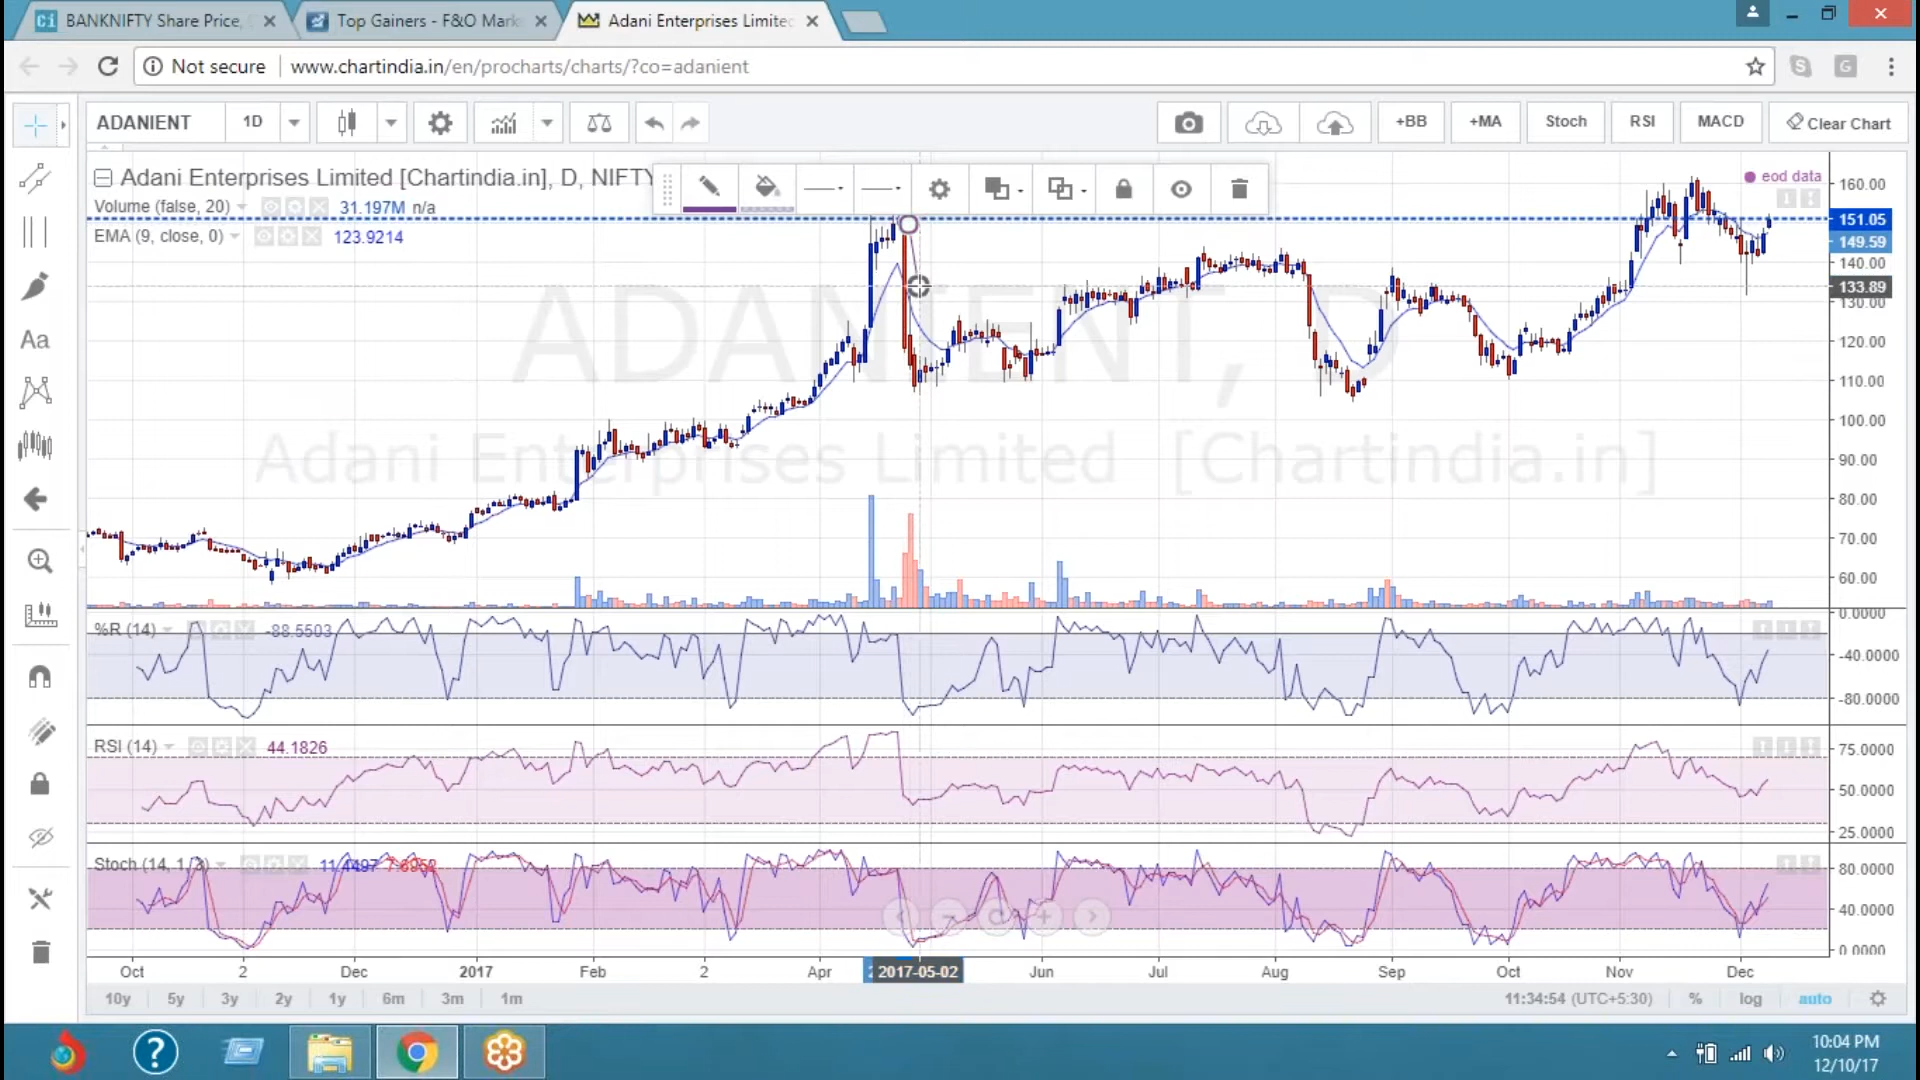 BANKNIFTY Share Price,
Top Gainers - F&O Mark
Adani Enterprises Limite
Not secure
www.chartindia.in/en/procharts/charts/?co=adanient
ADANIENT
1D
+BB
+MA
Stoch
RSI
MACD
Clear Chart
Adani Enterprises Limited [Chartindia.in], D, NIFTY
eod data
Volume (false, 20)
31.197M n/a
EMA (9, close, 0)
123.9214
ADANIENT, D
Adani Enterprises Limited [Chartindia.in]
160.00
151.05
149.59
140.00
133.89
130.00
120.00
110.00
100.00
90.00
80.00
70.00
60.00
%R (14)
-88.5503
0.0000
-40.0000
-80.0000
RSI (14)
44.1826
75.0000
50.0000
25.0000
Stoch (14, 1, 3)
11.4497 7.6953
80.0000
40.0000
0.0000
Oct
2
Dec
2017
Feb
2
Apr
2017-05-02
Jun
Jul
Aug
Sep
Oct
Nov
Dec
10y
5y
3y
2y
1y
6m
3m
1m
11:34:54 (UTC+5:30)
%
log
auto
Aa
10:04 PM
12/10/17